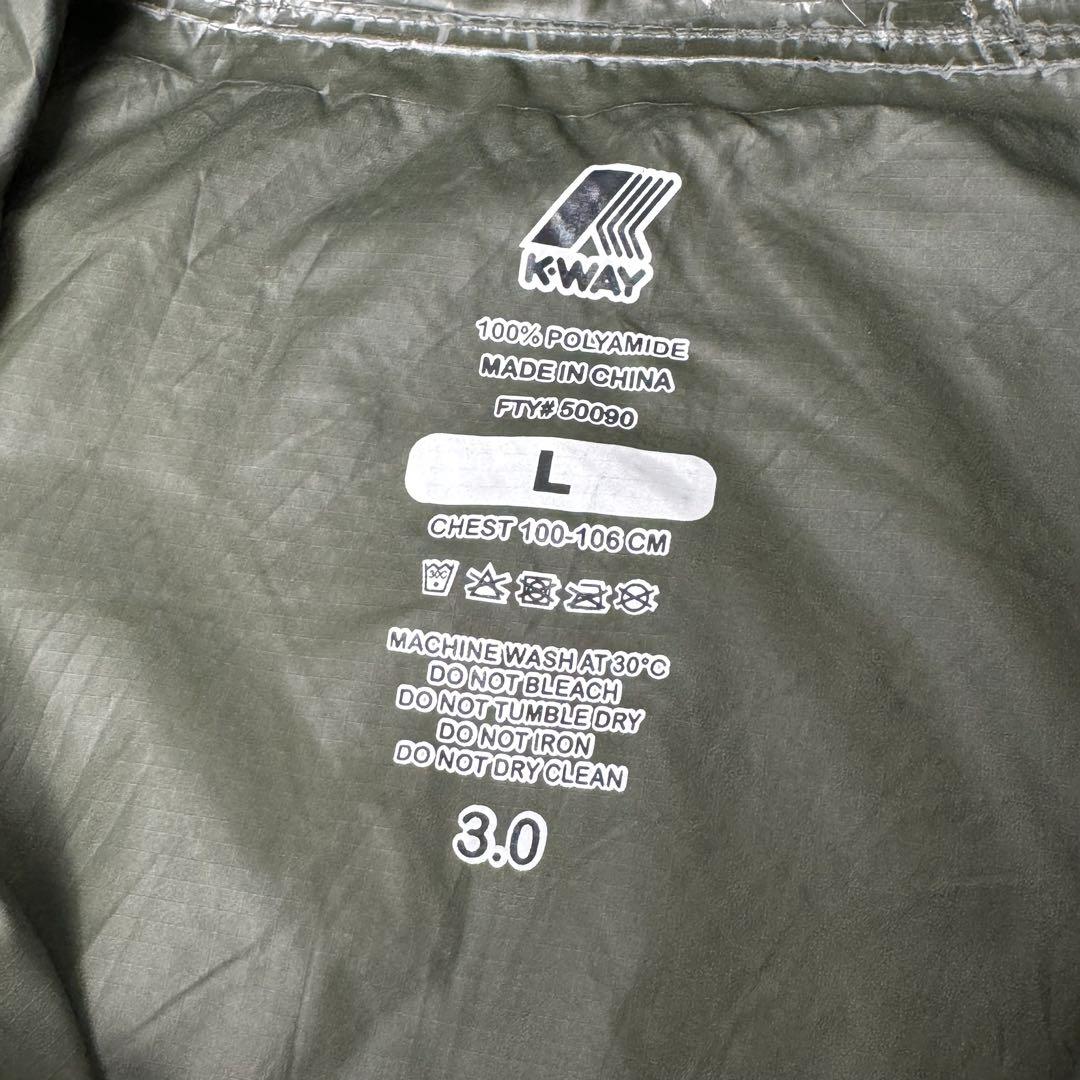 K·WAY
100% POLYAMIDE
MADE IN CHINA
FTY# 50090
L
CHEST 100-106 CM
30C
MACHINE WASH AT 30°C
DO NOT BLEACH
DO NOT TUMBLE DRY
DO NOT IRON
DO NOT DRY CLEAN
3.0